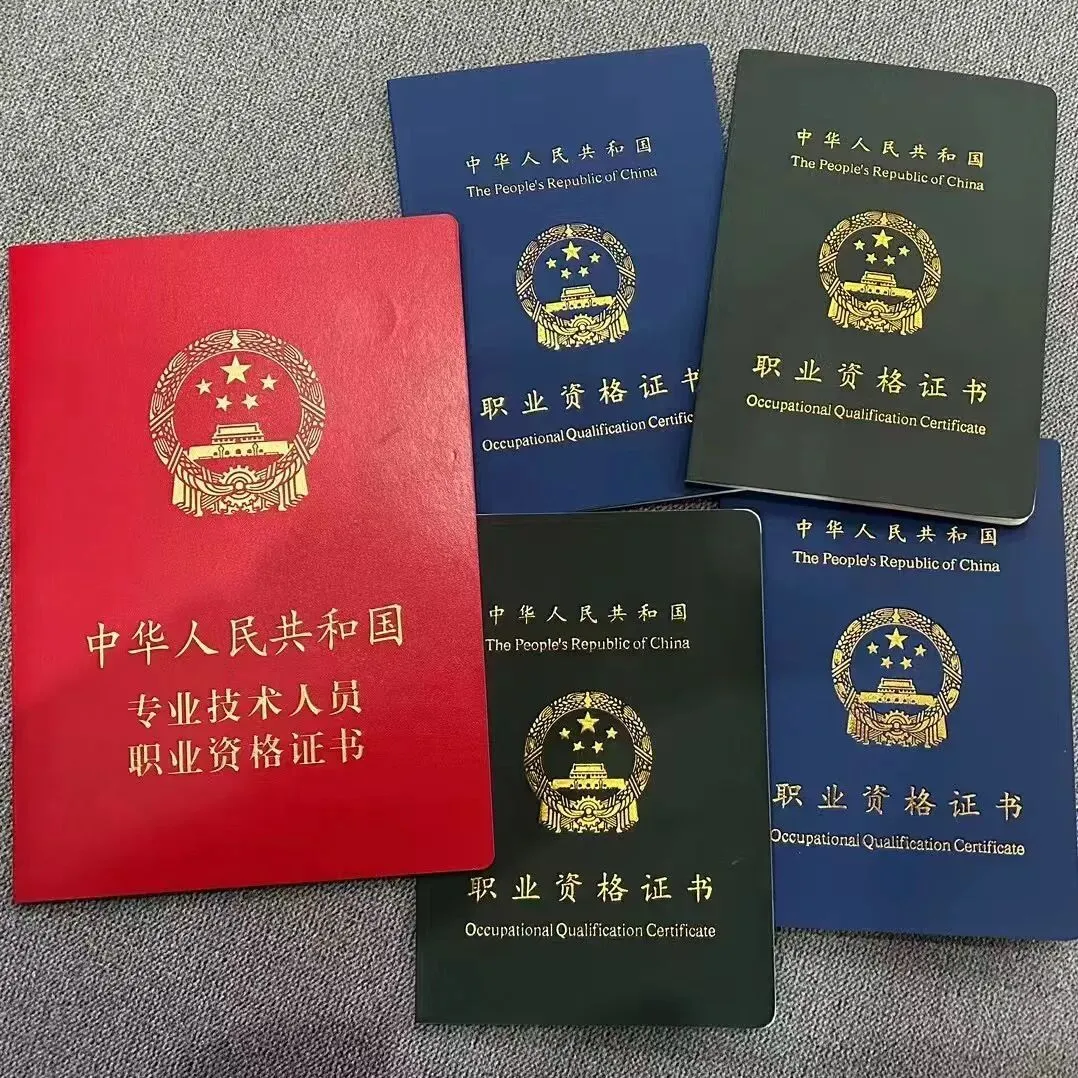 中华人民共和国
专业技术人员
职业资格证书
中华人民共和国
The People's Republic of China
职业资格证书
Occupational Qualification Certificate
中华人民共和国
The People's Republic of China
职业资格证书
Occupational Qualification Certificate
中华人民共和国
The People's Republic of China
职业资格证书
Occupational Qualification Certificate
中华人民共和国
The People's Republic of China
职业资格证书
Occupational Qualification Certificate